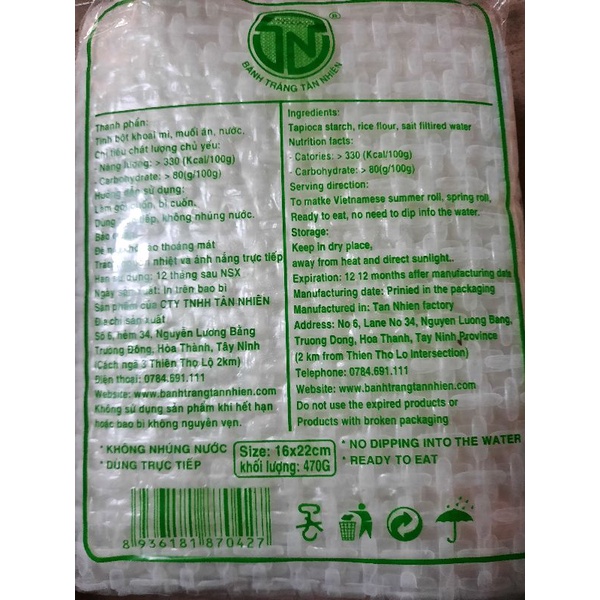 TN
®
BÁNH TRÁNG TÂN NHIÊN
Thành phần:
Tinh bột khoai mì, muối ăn, nước.
Chỉ tiêu chất lượng chủ yếu:
· Năng lượng: > 330 (Kcal/100g)
· Carbohydrate: > 80(g/100g)
Hướng dẫn sử dụng:
Làm gỏi cuốn, bì cuốn.
Dùng tiếp, không nhúng nước.
Bảo
Để nơi khô ráo thoáng mát
nhiệt và ánh nắng trực tiếp
Hạn sử dụng: 12 tháng sau NSX
Ngày sản xuất: In trên bao bì
Sản phẩm của CTY TNHH TÂN NHIÊN
Địa chỉ sản xuất
Số 6, hẻm 34, Nguyễn Lương Bằng
Trường Đông, Hòa Thành, Tây Ninh
(Cách ngã 3 Thiên Thọ Lộ 2km)
Điện thoại: 0784.691.111
Website: www.banhtrangtannhien.com
Không sử dụng sản phẩm khi hết hạn
hoặc bao bì không nguyên vẹn.
Ingredients:
Tapioca starch, rice flour, salt filtired water
Nutrition facts:
· Catories: > 330 (Kcal/100g)
· Carbohydrate: > 80(g/100g)
Serving direction:
To matke Vietnamese summer roll, spring roll,
Ready to eat, no need to dip info the water.
Storage:
Keep in dry place,
away from heat and direct sunlight..
Expiration: 12 12 months affer manufacturing date
Manufacturing date: Prinied in the packaging
Manufactured in: Tan Nhien factory
Address: No 6, Lane No 34, Nguyen Luong Bang,
Truong Dong, Hoa Thanh, Tay Ninh Province
(2 km from Thien Tho Lo Intersection)
Telephone: 0784.691.111
Website: www.banhtrangtannhien.com
Do not use the expired products or
Products with broken packaging
* KHÔNG NHÚNG NƯỚC
* DÙNG TRỰC TIẾP
Size: 16x22cm
khối lượng: 470G
* NO DIPPING INTO THE WATER
* READY TO EAT
8 936181 870427